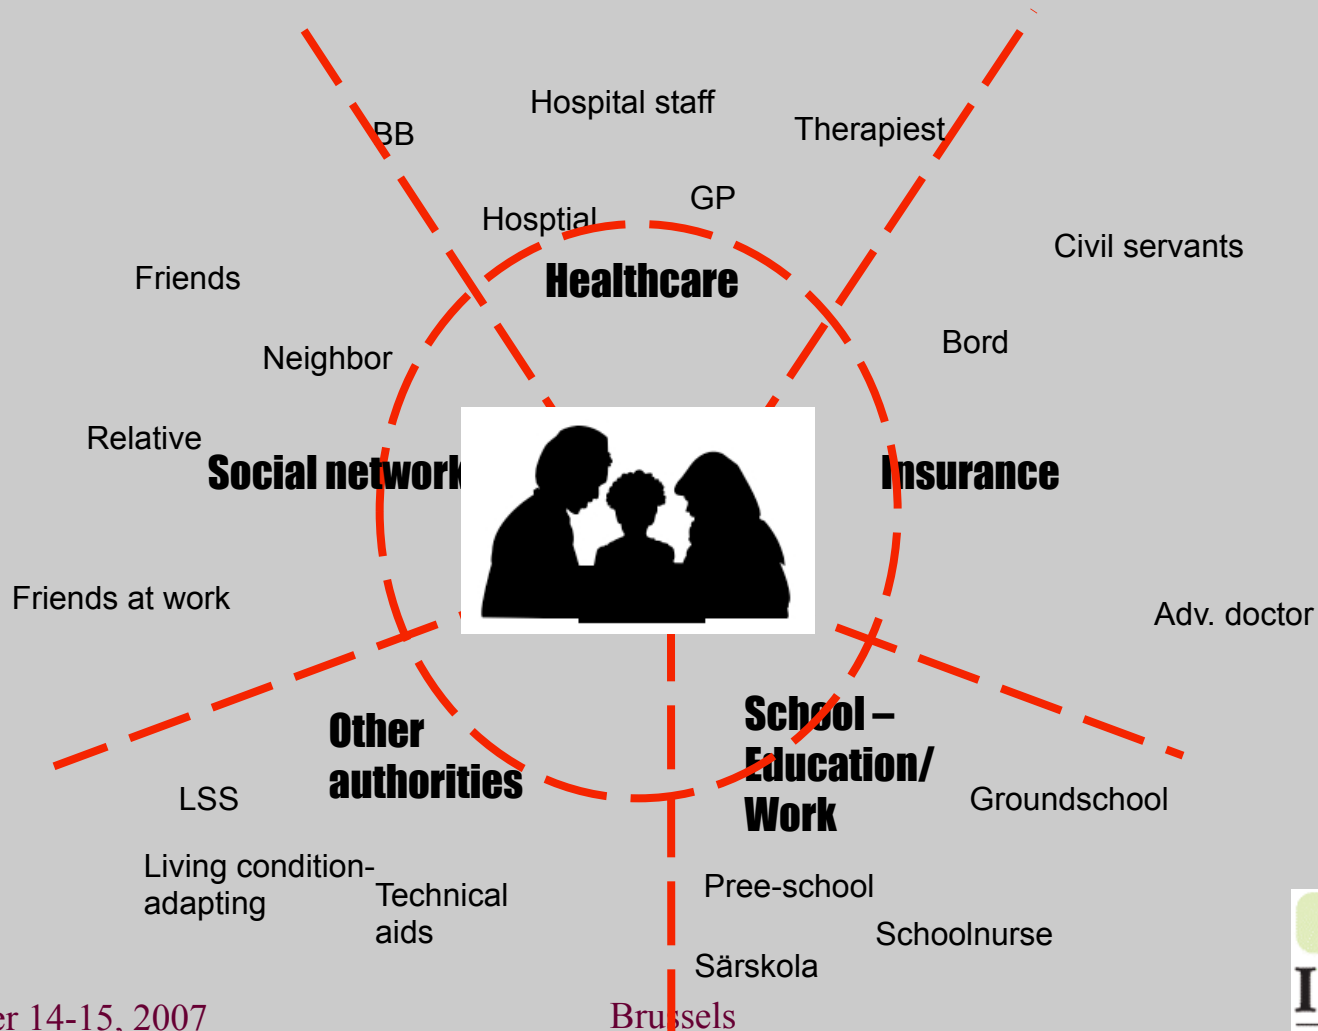 Hospital staff
BB
Therapiest
GP
Hosptial
Healthcare
Civil servants
Friends
Bord
Neighbor
Relative
Social network
Insurance
Friends at work
Adv. doctor
Other
authorities
School –
Education/
Work
LSS
Groundschool
Living condition-
adapting
Technical
aids
Pree-school
Schoolnurse
Särskola
er 14-15, 2007
Brussels
I